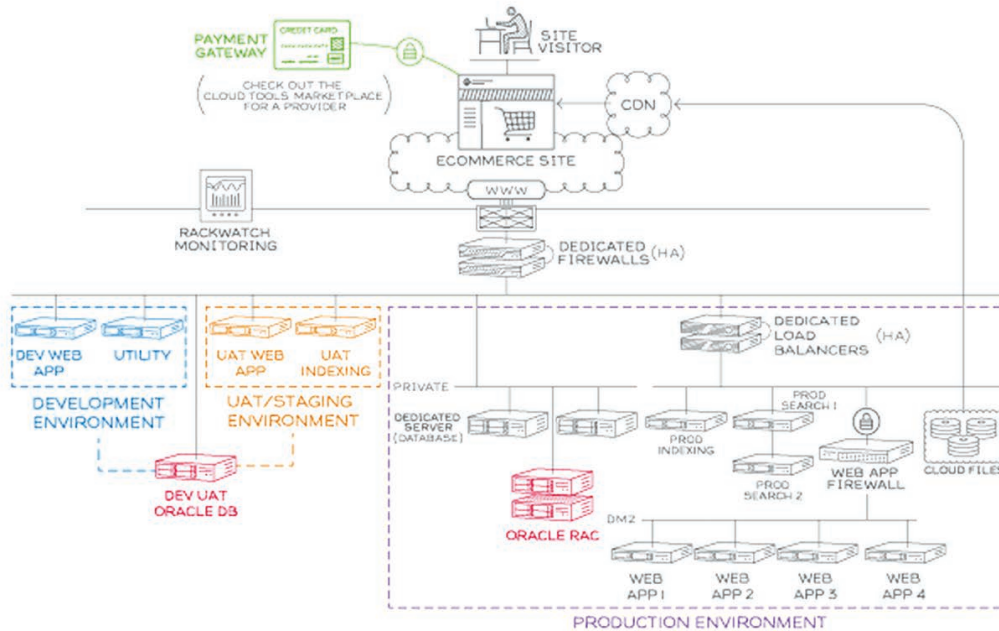 PAYMENT
GATEWAY
CREDIT CARD
(CHECK OUT THE
CLOUD TOOLS MARKETPLACE
FOR A PROVIDER)
SITE
VISITOR
CDN
ECOMMERCE SITE
WWW
RACKWATCH
MONITORING
DEDICATED
FIREWALLS (HA)
DEV WEB
APP
UTILITY
UAT WEB
APP
UAT
INDEXING
DEVELOPMENT
ENVIRONMENT
UAT/STAGING
ENVIRONMENT
DEV UAT
ORACLE DB
DEDICATED
LOAD
BALANCERS
(HA)
PRIVATE
DEDICATED
SERVER
(DATABASE)
ORACLE RAC
PROD
INDEXING
PROD
SEARCH 1
PROD
SEARCH 2
WEB APP
FIREWALL
CLOUD FILES
DMZ
WEB
APP 1
WEB
APP 2
WEB
APP 3
WEB
APP 4
PRODUCTION ENVIRONMENT